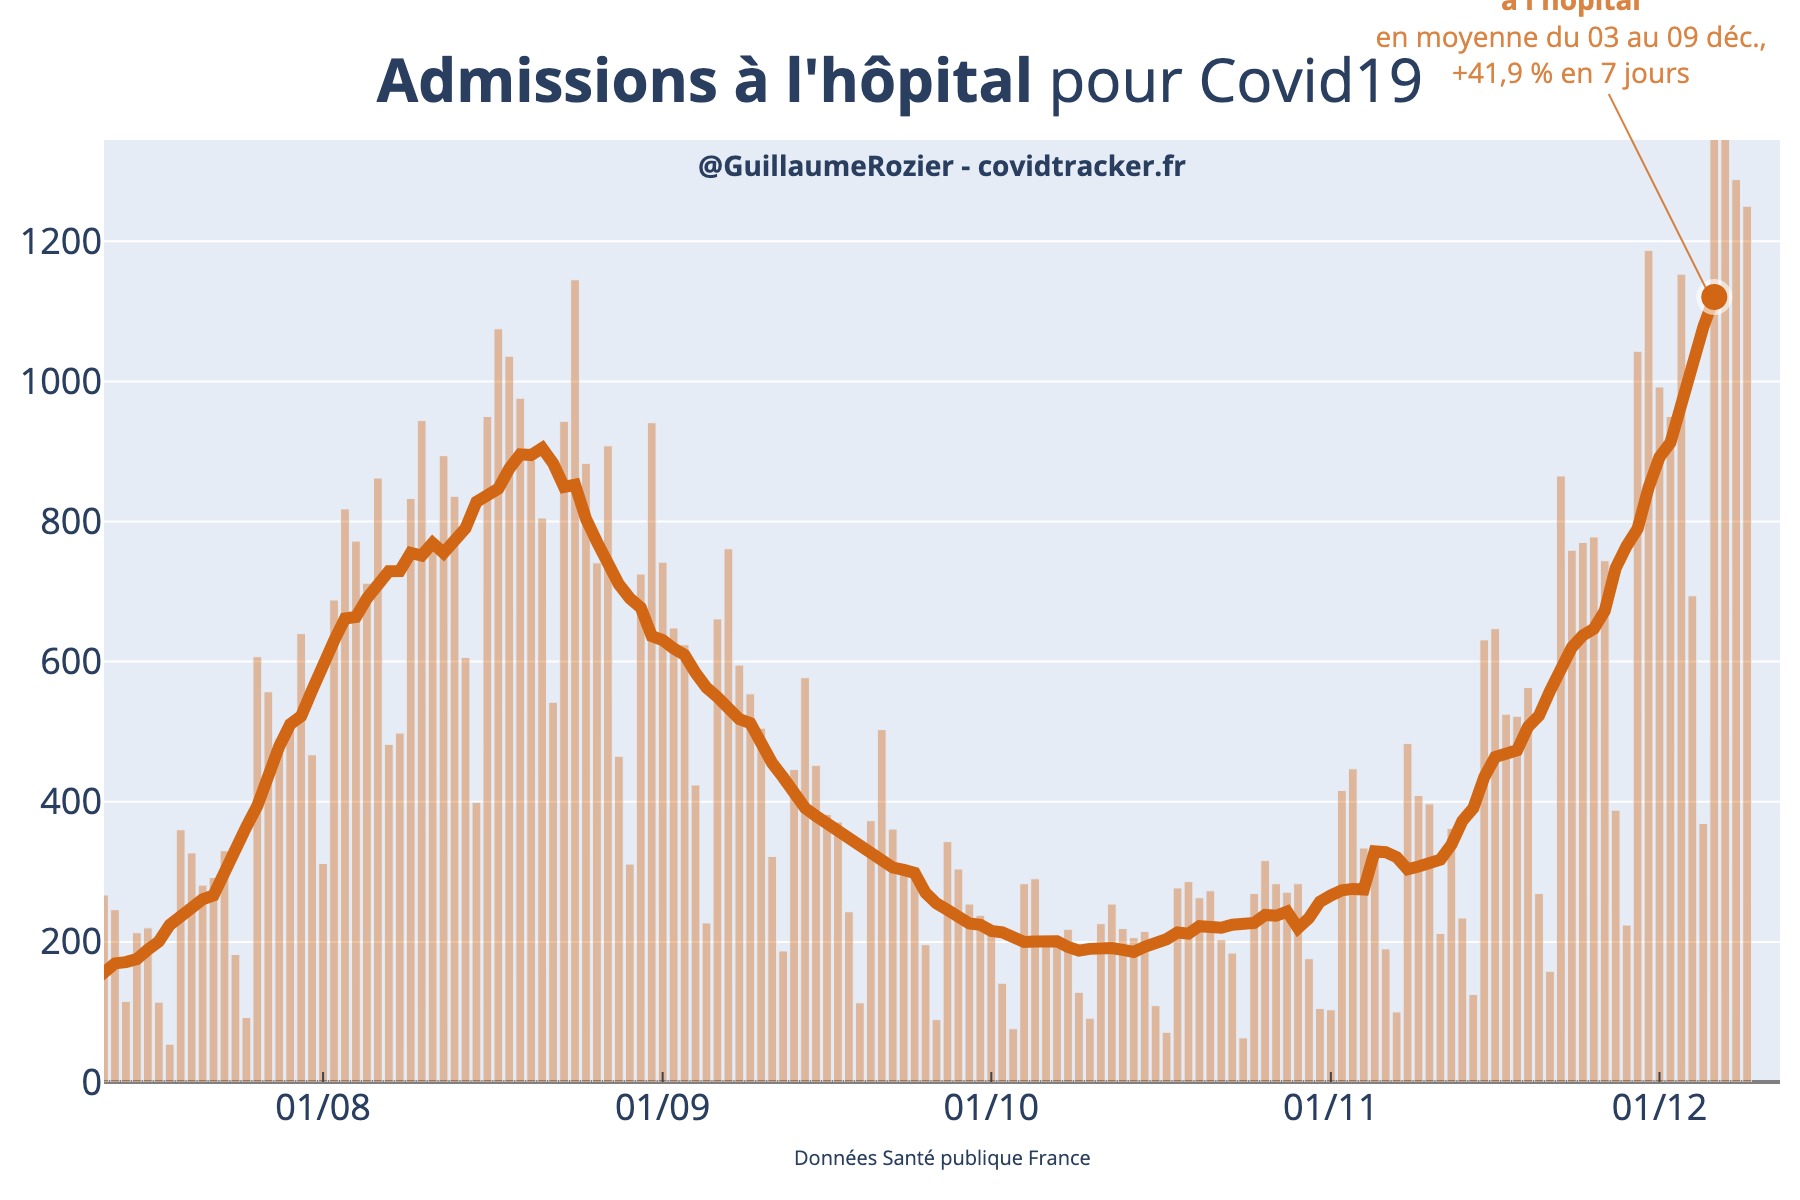 à l'hôpital
en moyenne du 03 au 09 déc.,
+41,9 % en 7 jours
Admissions à l'hôpital pour Covid19
@GuillaumeRozier - covidtracker.fr
1200
1000
800
600
400
200
0
01/08 01/09 01/10 01/11 01/12
Données Santé publique France